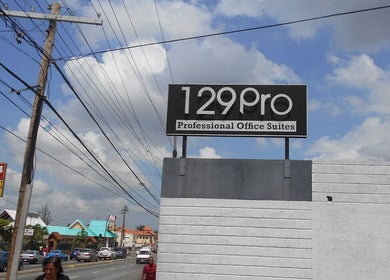 129Pro
Professional Office Suites